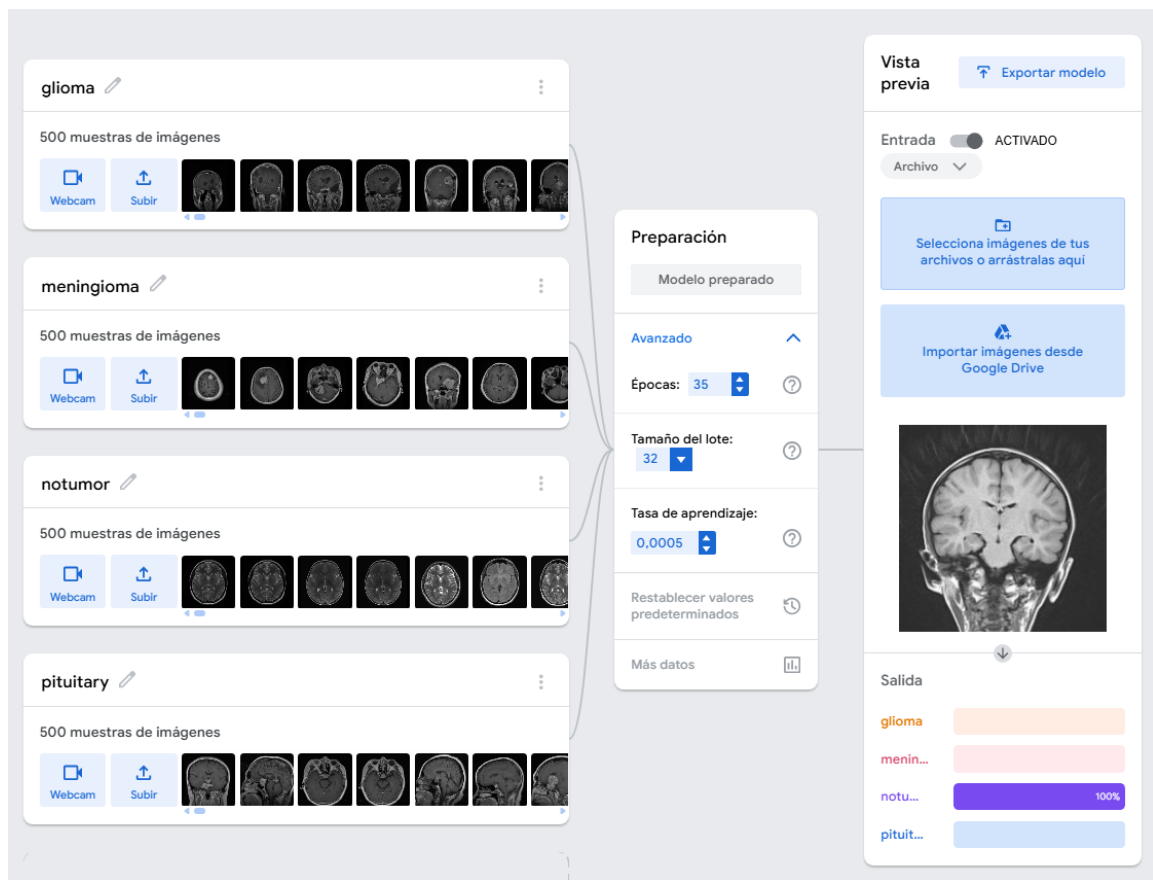 glioma
500 muestras de imágenes
Webcam
Subir
meningioma
500 muestras de imágenes
Webcam
Subir
notumor
500 muestras de imágenes
Webcam
Subir
pituitary
500 muestras de imágenes
Webcam
Subir
Preparación
Modelo preparado
Avanzado
Épocas: 35
Tamaño del lote:
32
Tasa de aprendizaje:
0,0005
Restablecer valores
predeterminados
Más datos
Vista
previa
Exportar modelo
Entrada
ACTIVADO
Archivo
Selecciona imágenes de tus
archivos o arrástralas aquí
Importar imágenes desde
Google Drive
Salida
glioma
menin...
notu...
100%
pituit...